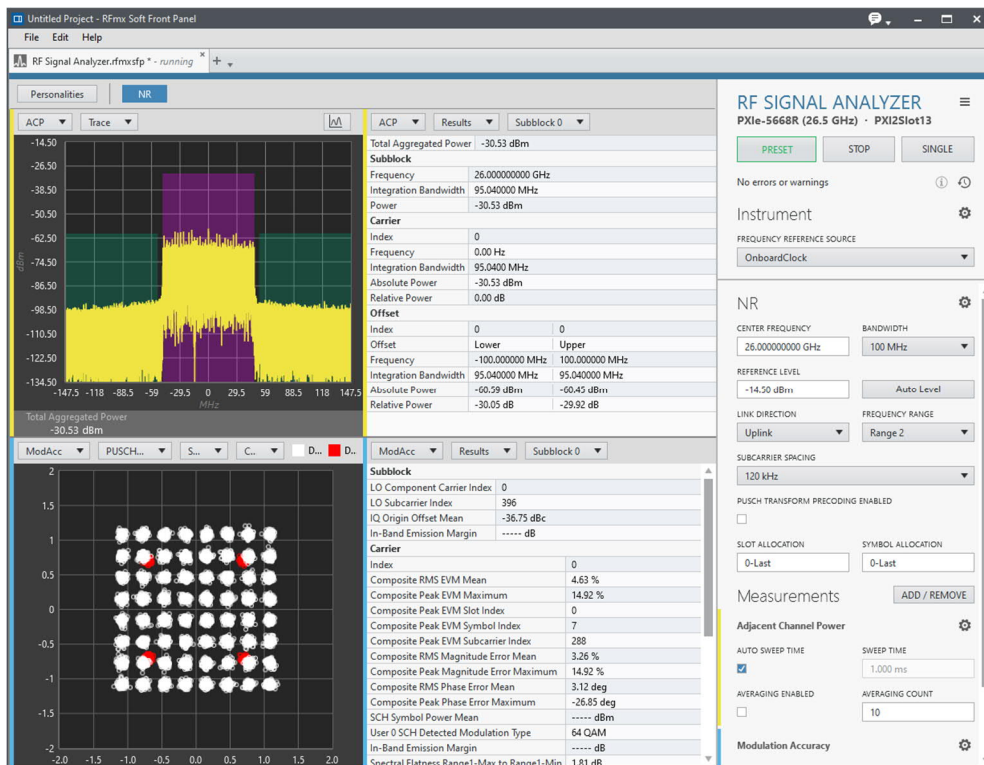 Untitled Project - RFmx Soft Front Panel
File Edit Help
RF Signal Analyzer.rfmxsfp * - running
Personalities NR
ACP Trace
-14.50
-26.50
-38.50
-50.50
-62.50
-74.50
-86.50
-98.50
-110.50
-122.50
-134.50
dBm
-147.5 -118 -88.5 -59 -29.5 0 29.5 59 88.5 118 147.5
MHz
Total Aggregated Power
-30.53 dBm
ACP Results Subblock 0
Total Aggregated Power -30.53 dBm
Subblock
Frequency 26.000000000 GHz
Integration Bandwidth 95.040000 MHz
Power -30.53 dBm
Carrier
Index 0
Frequency 0.00 Hz
Integration Bandwidth 95.0400 MHz
Absolute Power -30.53 dBm
Relative Power 0.00 dB
Offset
Index 0 0
Offset Lower Upper
Frequency -100.000000 MHz 100.000000 MHz
Integration Bandwidth 95.040000 MHz 95.040000 MHz
Absolute Power -60.59 dBm -60.45 dBm
Relative Power -30.05 dB -29.92 dB
ModAcc PUSCH... S... C... D... D..
2
1.5
1
0.5
0
-0.5
-1
-1.5
-2
-2.0 -1.5 -1.0 -0.5 0.0 0.5 1.0 1.5 2.0
ModAcc Results Subblock 0
Subblock
LO Component Carrier Index 0
LO Subcarrier Index 396
IQ Origin Offset Mean -36.75 dBc
In-Band Emission Margin ----- dB
Carrier
Index 0
Composite RMS EVM Mean 4.63 %
Composite Peak EVM Maximum 14.92 %
Composite Peak EVM Slot Index 0
Composite Peak EVM Symbol Index 7
Composite Peak EVM Subcarrier Index 288
Composite RMS Magnitude Error Mean 3.26 %
Composite Peak Magnitude Error Maximum 14.92 %
Composite RMS Phase Error Mean 3.12 deg
Composite Peak Phase Error Maximum -26.85 deg
SCH Symbol Power Mean ----- dBm
User 0 SCH Detected Modulation Type 64 QAM
In-Band Emission Margin ----- dB
Spectral Flatness Range1-Max to Range1-Min 1.81 dB
RF SIGNAL ANALYZER
PXIe-5668R (26.5 GHz) · PXI2Slot13
PRESET STOP SINGLE
No errors or warnings
Instrument
FREQUENCY REFERENCE SOURCE
OnboardClock
NR
CENTER FREQUENCY BANDWIDTH
26.000000000 GHz 100 MHz
REFERENCE LEVEL
-14.50 dBm Auto Level
LINK DIRECTION FREQUENCY RANGE
Uplink Range 2
SUBCARRIER SPACING
120 kHz
PUSCH TRANSFORM PRECODING ENABLED
SLOT ALLOCATION SYMBOL ALLOCATION
0-Last 0-Last
Measurements ADD / REMOVE
Adjacent Channel Power
AUTO SWEEP TIME SWEEP TIME
1.000 ms
AVERAGING ENABLED AVERAGING COUNT
10
Modulation Accuracy